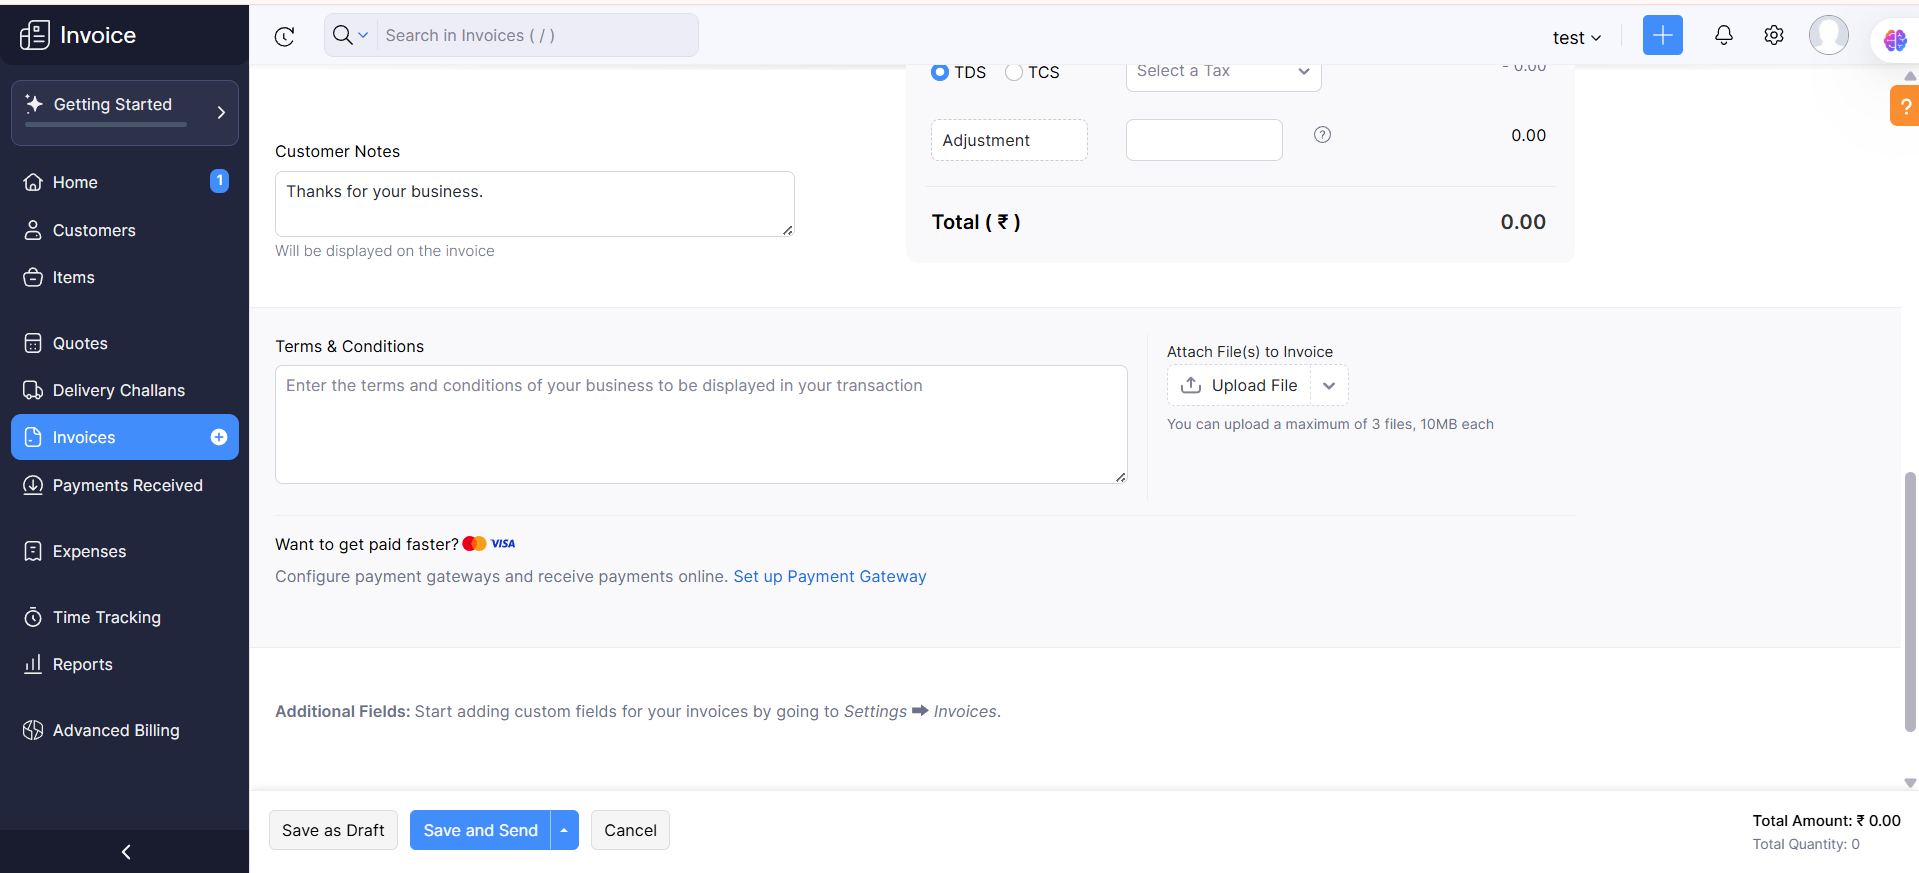 Invoice
Search in Invoices ( / )
test
Getting Started
Home
1
Customers
Items
Quotes
Delivery Challans
Invoices
Payments Received
Expenses
Time Tracking
Reports
Advanced Billing
TDS
TCS
Select a Tax
- 0.00
Adjustment
?
0.00
Total ( ₹ )
0.00
Customer Notes
Thanks for your business.
Will be displayed on the invoice
Terms & Conditions
Enter the terms and conditions of your business to be displayed in your transaction
Attach File(s) to Invoice
Upload File
You can upload a maximum of 3 files, 10MB each
Want to get paid faster? VISA
Configure payment gateways and receive payments online. Set up Payment Gateway
Additional Fields: Start adding custom fields for your invoices by going to Settings ➡ Invoices.
Save as Draft
Save and Send
Cancel
Total Amount: ₹ 0.00
Total Quantity: 0
?